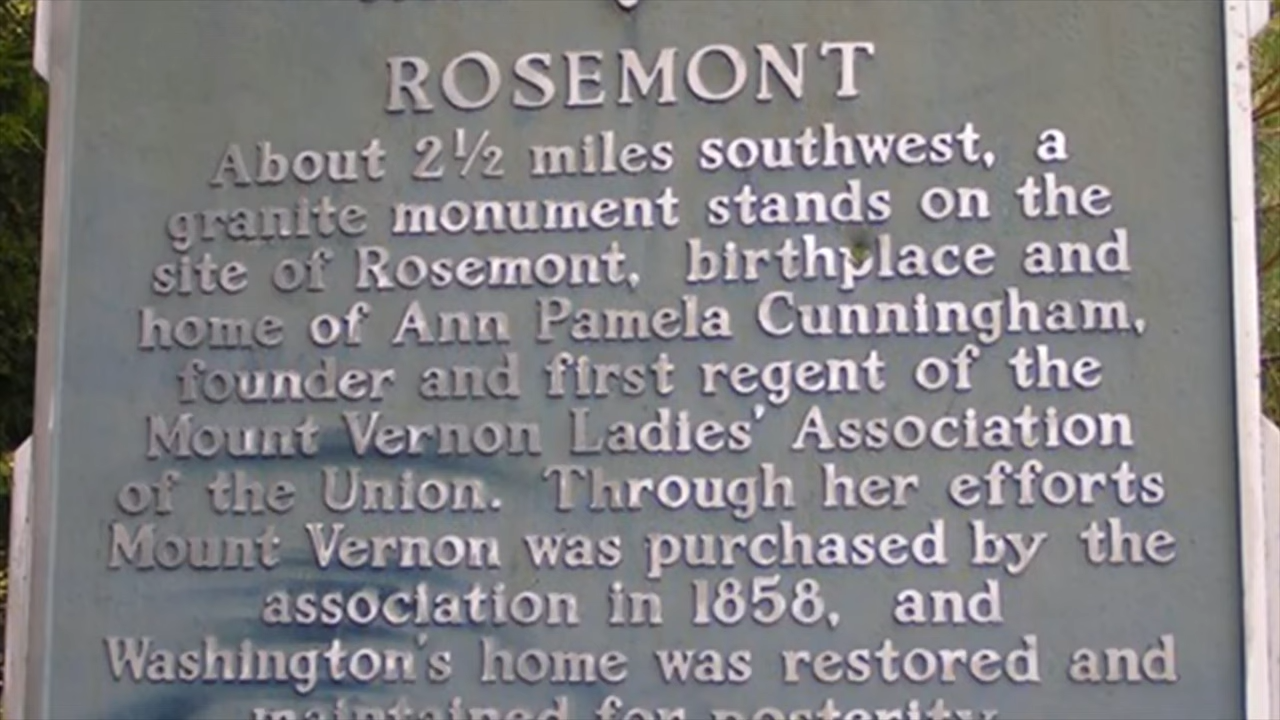 ROSEMONT
About 2½ miles southwest, a
granite monument stands on the
site of Rosemont, birthplace and
home of Ann Pamela Cunningham,
founder and first regent of the
Mount Vernon Ladies' Association
of the Union. Through her efforts
Mount Vernon was purchased by the
association in 1858, and
Washington's home was restored and
maintained for posterity.